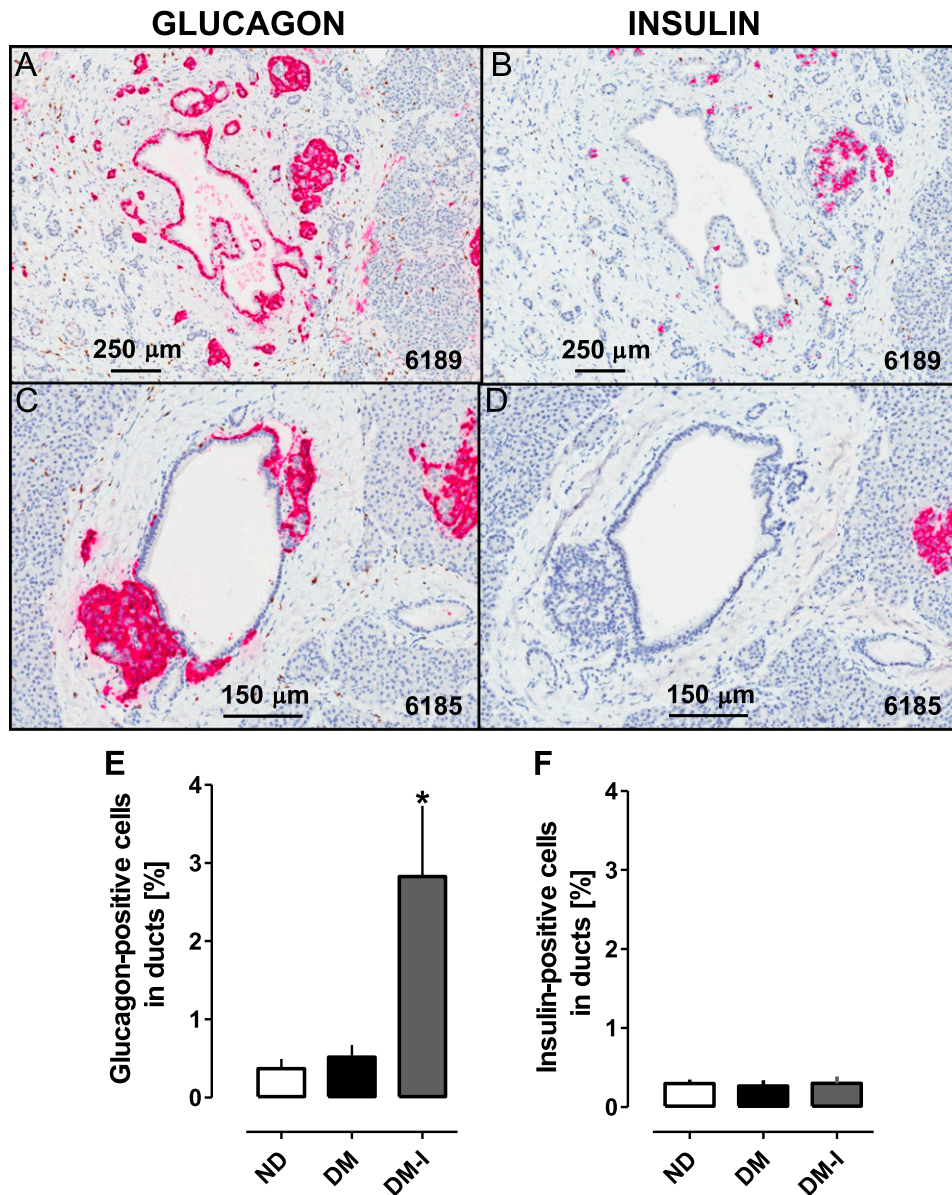 GLUCAGON INSULIN
A B
250 μm 6189 250 μm 6189
C D
150 μm 6185 150 μm 6185
E F
Glucagon-positive cells
in ducts [%]
4
3
2
1
0
ND DM DM-I
*
Insulin-positive cells
in ducts [%]
4
3
2
1
0
ND DM DM-I